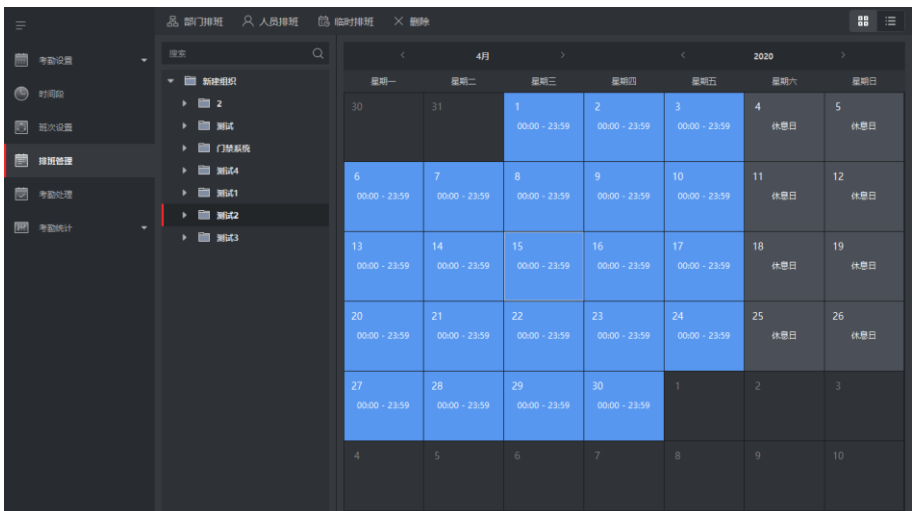 部门排班 人员排班 临时排班 删除
考勤设置
时间段
班次设置
排班管理
考勤处理
考勤统计
搜索
新建组织
2
测试
门禁系统
测试4
测试1
测试2
测试3
4月 2020
星期一 星期二 星期三 星期四 星期五 星期六 星期日
30 31 1 2 3 4 5
00:00 - 23:59 00:00 - 23:59 00:00 - 23:59 休息日 休息日
6 7 8 9 10 11 12
00:00 - 23:59 00:00 - 23:59 00:00 - 23:59 00:00 - 23:59 00:00 - 23:59 休息日 休息日
13 14 15 16 17 18 19
00:00 - 23:59 00:00 - 23:59 00:00 - 23:59 00:00 - 23:59 00:00 - 23:59 休息日 休息日
20 21 22 23 24 25 26
00:00 - 23:59 00:00 - 23:59 00:00 - 23:59 00:00 - 23:59 00:00 - 23:59 休息日 休息日
27 28 29 30 1 2 3
00:00 - 23:59 00:00 - 23:59 00:00 - 23:59 00:00 - 23:59
4 5 6 7 8 9 10